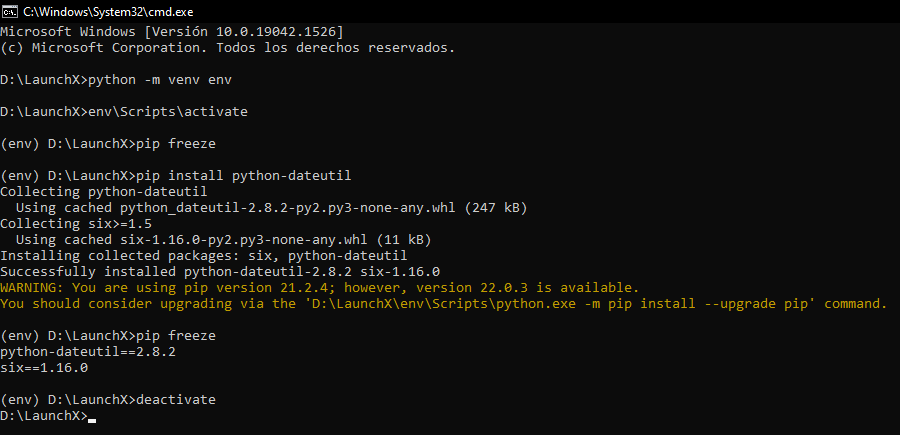 C:\Windows\System32\cmd.exe
Microsoft Windows [Versión 10.0.19042.1526]
(c) Microsoft Corporation. Todos los derechos reservados.
D:\LaunchX>python -m venv env
D:\LaunchX>env\Scripts\activate
(env) D:\LaunchX>pip freeze
(env) D:\LaunchX>pip install python-dateutil
Collecting python-dateutil
  Using cached python_dateutil-2.8.2-py2.py3-none-any.whl (247 kB)
Collecting six>=1.5
  Using cached six-1.16.0-py2.py3-none-any.whl (11 kB)
Installing collected packages: six, python-dateutil
Successfully installed python-dateutil-2.8.2 six-1.16.0
WARNING: You are using pip version 21.2.4; however, version 22.0.3 is available.
You should consider upgrading via the 'D:\LaunchX\env\Scripts\python.exe -m pip install --upgrade pip' command.
(env) D:\LaunchX>pip freeze
python-dateutil==2.8.2
six==1.16.0
(env) D:\LaunchX>deactivate
D:\LaunchX>